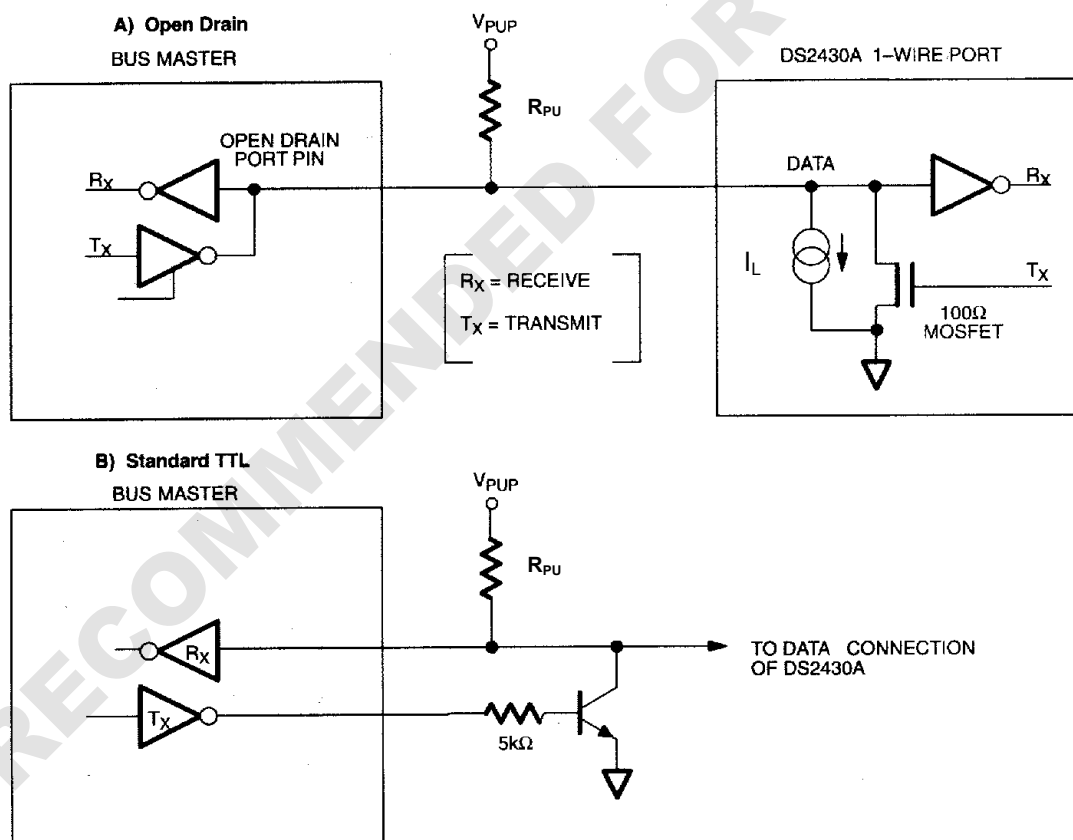 A) Open Drain
BUS MASTER
VPUP
RPU
DS2430A 1–WIRE PORT
OPEN DRAIN
PORT PIN
RX
TX
DATA
RX
IL
TX
100Ω
MOSFET
RX = RECEIVE
TX = TRANSMIT
B) Standard TTL
BUS MASTER
VPUP
RPU
RX
TX
5kΩ
TO DATA CONNECTION
OF DS2430A
RECOMMENDED FOR